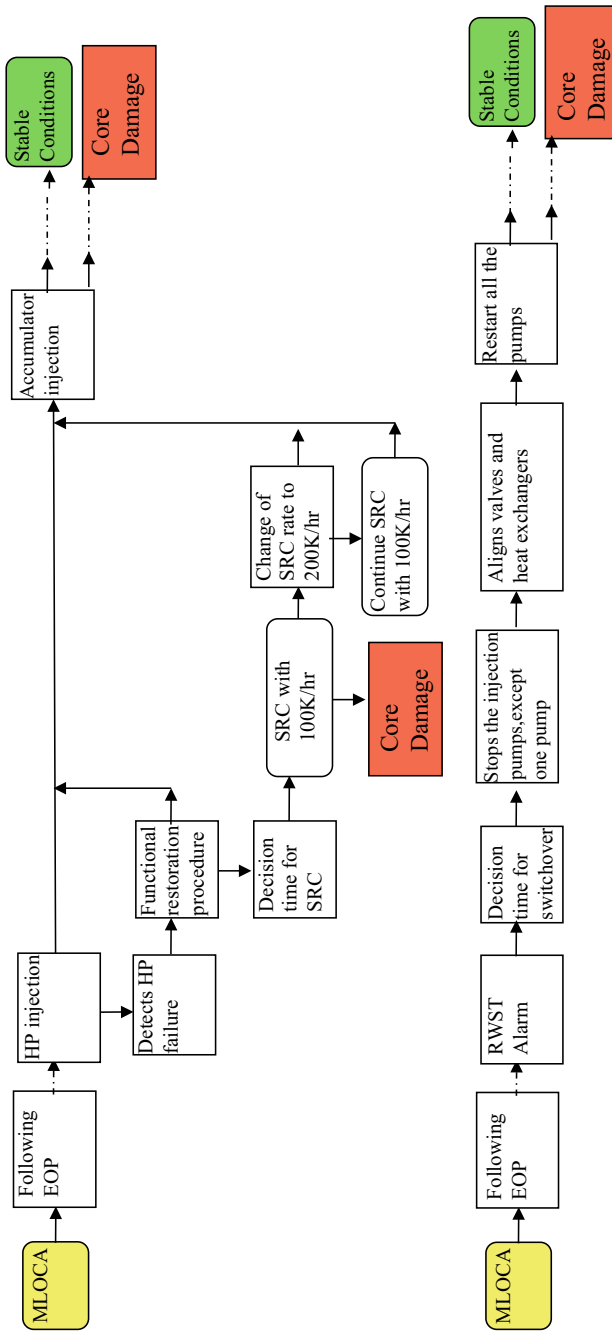 MLOCA
Following
EOP
HP injection
Detects HP
failure
Functional
restoration
procedure
Decision
time for
SRC
SRC with
100K/hr
Core
Damage
Change of
SRC rate to
200K/hr
Continue SRC
with 100K/hr
Accumulator
injection
Stable
Conditions
Core
Damage
MLOCA
Following
EOP
RWST
Alarm
Decision
time for
switchover
Stops the injection
pumps,except
one pump
Aligns valves and
heat exchangers
Restart all the
pumps
Stable
Conditions
Core
Damage